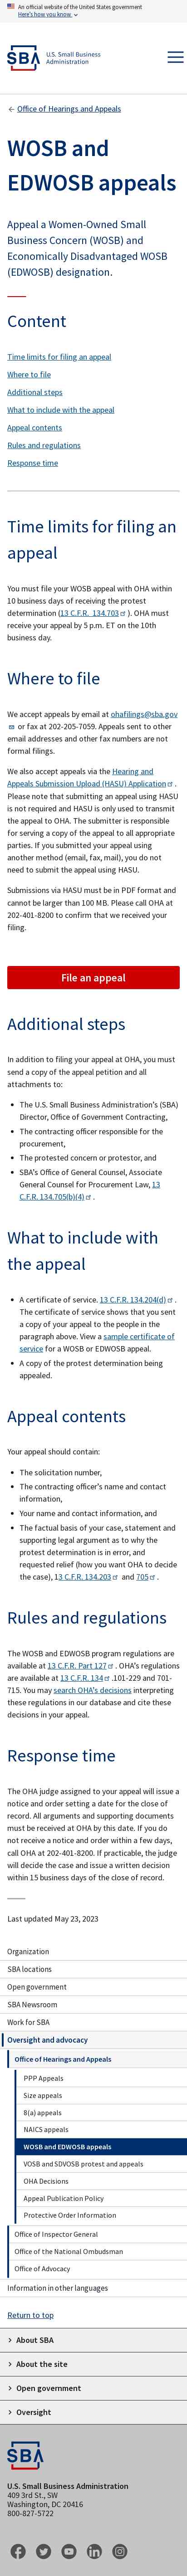 An official website of the United States government
Here's how you know
SBA
U.S. Small Business
Administration
Office of Hearings and Appeals
WOSB and
EDWOSB appeals
Appeal a Women-Owned Small
Business Concern (WOSB) and
Economically Disadvantaged WOSB
(EDWOSB) designation.
Content
Time limits for filing an appeal
Where to file
Additional steps
What to include with the appeal
Appeal contents
Rules and regulations
Response time
Time limits for filing an
appeal
You must file your WOSB appeal with OHA within
10 business days of receiving the protest
determination (13 C.F.R.  134.703 ). OHA must
receive your appeal by 5 p.m. ET on the 10th
business day.
Where to file
We accept appeals by email at ohafilings@sba.gov
or fax at 202-205-7059. Appeals sent to other
email addresses and other fax numbers are not
timely filings.
We also accept appeals via the Hearing and
Appeals Submission Upload (HASU) Application .
Please note that submitting an appeal using HASU
is not required and HASU is only used to transmit
the appeal to OHA. The submitter is responsible
for serving a copy of the appeal to all appropriate
parties. If you submitted your appeal using
another method (email, fax, mail), you do not
need to submit the appeal using HASU.
Submissions via HASU must be in PDF format and
cannot be larger than 100 MB. Please call OHA at
202-401-8200 to confirm that we received your
filing.
File an appeal
Additional steps
In addition to filing your appeal at OHA, you must
send a copy of the appeal petition and all
attachments to:
• The U.S. Small Business Administration's (SBA)
Director, Office of Government Contracting,
• The contracting officer responsible for the
procurement,
• The protested concern or protestor, and
• SBA's Office of General Counsel, Associate
General Counsel for Procurement Law, 13
C.F.R. 134.705(b)(4) .
What to include with
the appeal
• A certificate of service. 13 C.F.R. 134.204(d) .
The certificate of service shows that you sent
a copy of your appeal to the people in the
paragraph above. View a sample certificate of
service for a WOSB or EDWOSB appeal.
• A copy of the protest determination being
appealed.
Appeal contents
Your appeal should contain:
• The solicitation number,
• The contracting officer's name and contact
information,
• Your name and contact information, and
• The factual basis of your case, statement and
supporting legal argument as to why the
protest determination is in error, and
requested relief (how you want OHA to decide
the case), 13 C.F.R. 134.203 and 705 .
Rules and regulations
The WOSB and EDWOSB program regulations are
available at 13 C.F.R. Part 127 . OHA's regulations
are available at 13 C.F.R. 134 .101-229 and 701-
715. You may search OHA's decisions interpreting
these regulations in our database and cite these
decisions in your appeal.
Response time
The OHA judge assigned to your appeal will issue a
notice and order setting a date for the close of
record. All arguments and supporting documents
must be received at OHA by this date. If you do
not receive a notice and order within a few days,
call OHA at 202-401-8200. If practicable, the
judge will decide the case and issue a written
decision within 15 business days of the close of
record.
Last updated May 23, 2023
Organization
SBA locations
Open government
SBA Newsroom
Work for SBA
Oversight and advocacy
Office of Hearings and Appeals
PPP Appeals
Size appeals
8(a) appeals
NAICS appeals
WOSB and EDWOSB appeals
VOSB and SDVOSB protest and appeals
OHA Decisions
Appeal Publication Policy
Protective Order Information
Office of Inspector General
Office of the National Ombudsman
Office of Advocacy
Information in other languages
Return to top
About SBA
About the site
Open government
Oversight
SBA
U.S. Small Business Administration
409 3rd St., SW
Washington, DC 20416
800-827-5722